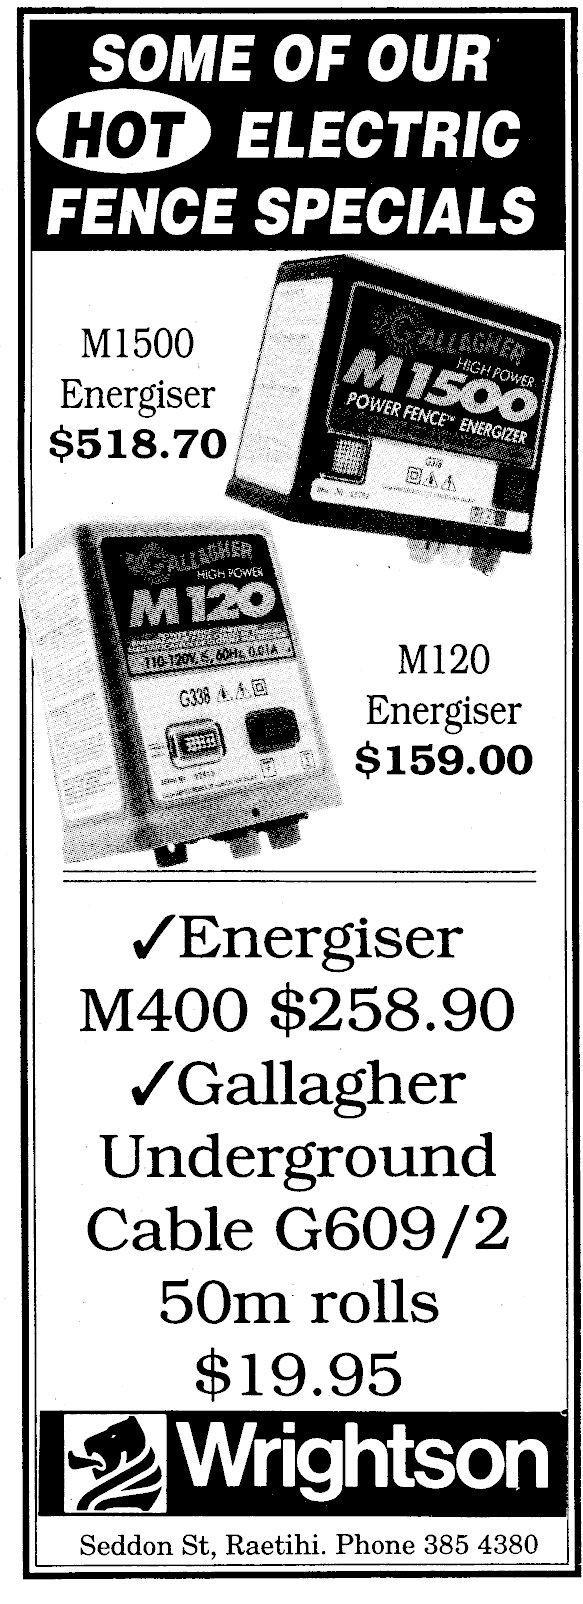 SOME OF OUR
HOT ELECTRIC
FENCE SPECIALS
M1500
Energiser
$518.70
GALLAGHER
HIGH POWER
M1500
POWER FENCE™ ENERGIZER
G378
GALLAGHER
HIGH POWER
M120
110-120V, 60Hz, 0.01A
G338
M120
Energiser
$159.00
✓Energiser
M400 $258.90
✓Gallagher
Underground
Cable G609/2
50m rolls
$19.95
Wrightson
Seddon St, Raetihi. Phone 385 4380